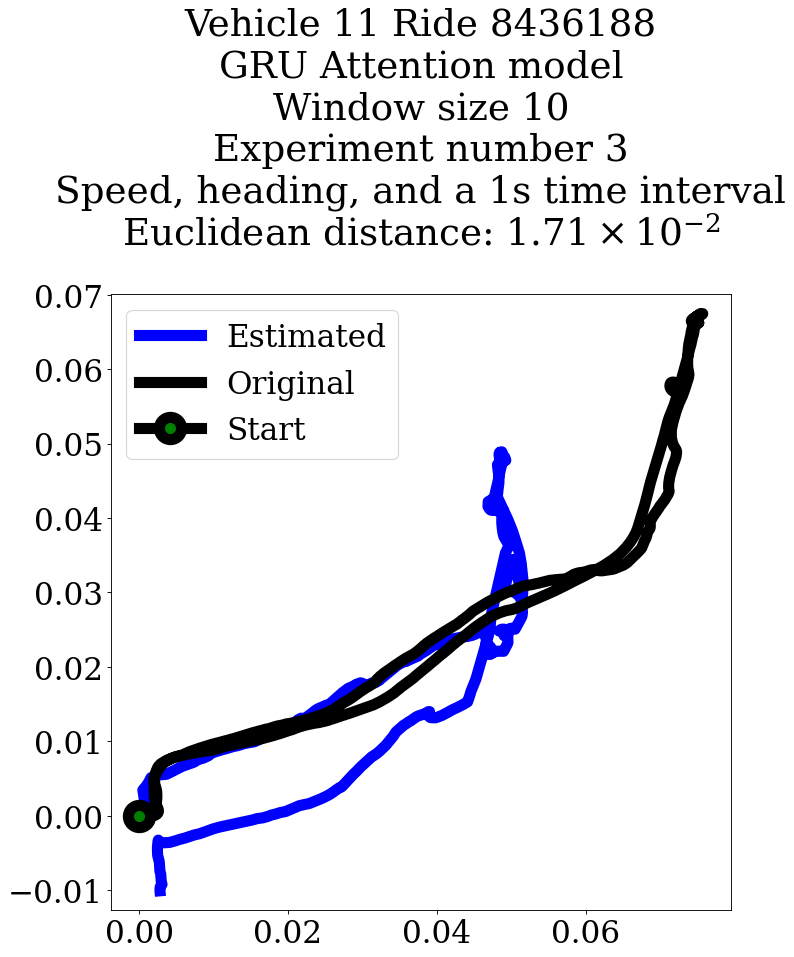 Vehicle 11 Ride 8436188
GRU Attention model
Window size 10
Experiment number 3
Speed, heading, and a 1s time interval
Euclidean distance: 1.71 × 10⁻²
Estimated
Original
Start
0.07
0.06
0.05
0.04
0.03
0.02
0.01
0.00
−0.01
0.00 0.02 0.04 0.06